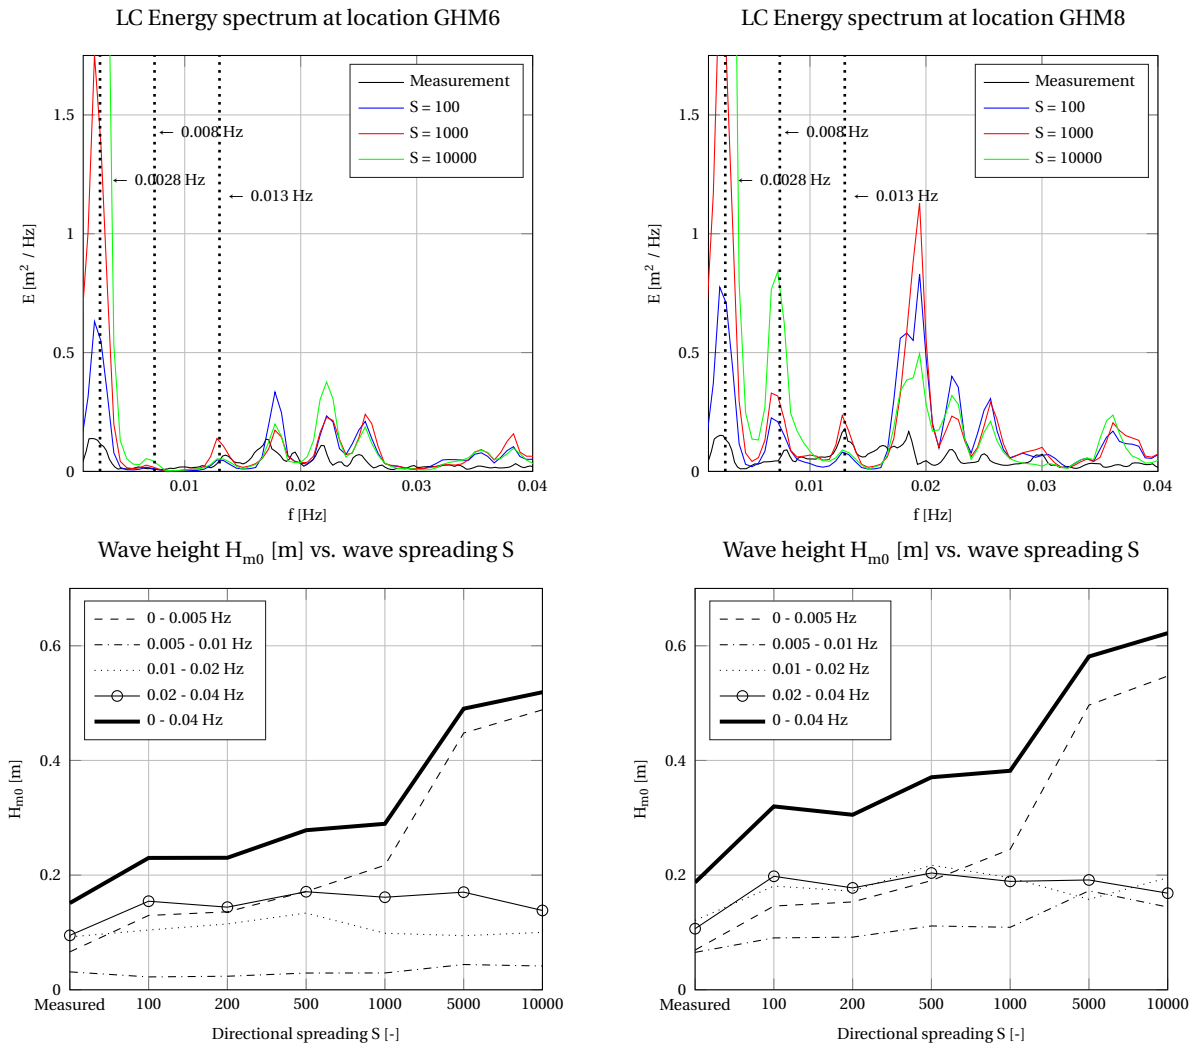 LC Energy spectrum at location GHM6
E [m² / Hz]
1.5
1
0.5
0
Measurement
S = 100
S = 1000
S = 10000
← 0.008 Hz
← 0.0028 Hz
← 0.013 Hz
0.01
0.02
0.03
0.04
f [Hz]
LC Energy spectrum at location GHM8
E [m² / Hz]
1.5
1
0.5
0
Measurement
S = 100
S = 1000
S = 10000
← 0.008 Hz
← 0.0028 Hz
← 0.013 Hz
0.01
0.02
0.03
0.04
f [Hz]
Wave height Hm0 [m] vs. wave spreading S
Hm0 [m]
0.6
0.4
0.2
0
0 - 0.005 Hz
0.005 - 0.01 Hz
0.01 - 0.02 Hz
0.02 - 0.04 Hz
0 - 0.04 Hz
Measured
100
200
500
1000
5000
10000
Directional spreading S [-]
Wave height Hm0 [m] vs. wave spreading S
Hm0 [m]
0.6
0.4
0.2
0
0 - 0.005 Hz
0.005 - 0.01 Hz
0.01 - 0.02 Hz
0.02 - 0.04 Hz
0 - 0.04 Hz
Measured
100
200
500
1000
5000
10000
Directional spreading S [-]